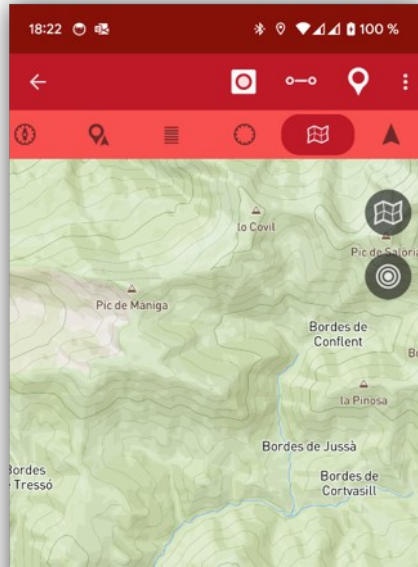 18:22
100 %
lo Covil
Pic de Salòria
Pic de Màniga
Bordes de
Conflent
la Pinosa
Bordes de Jussà
Bordes
Tressó
Bordes de
Cortvasill